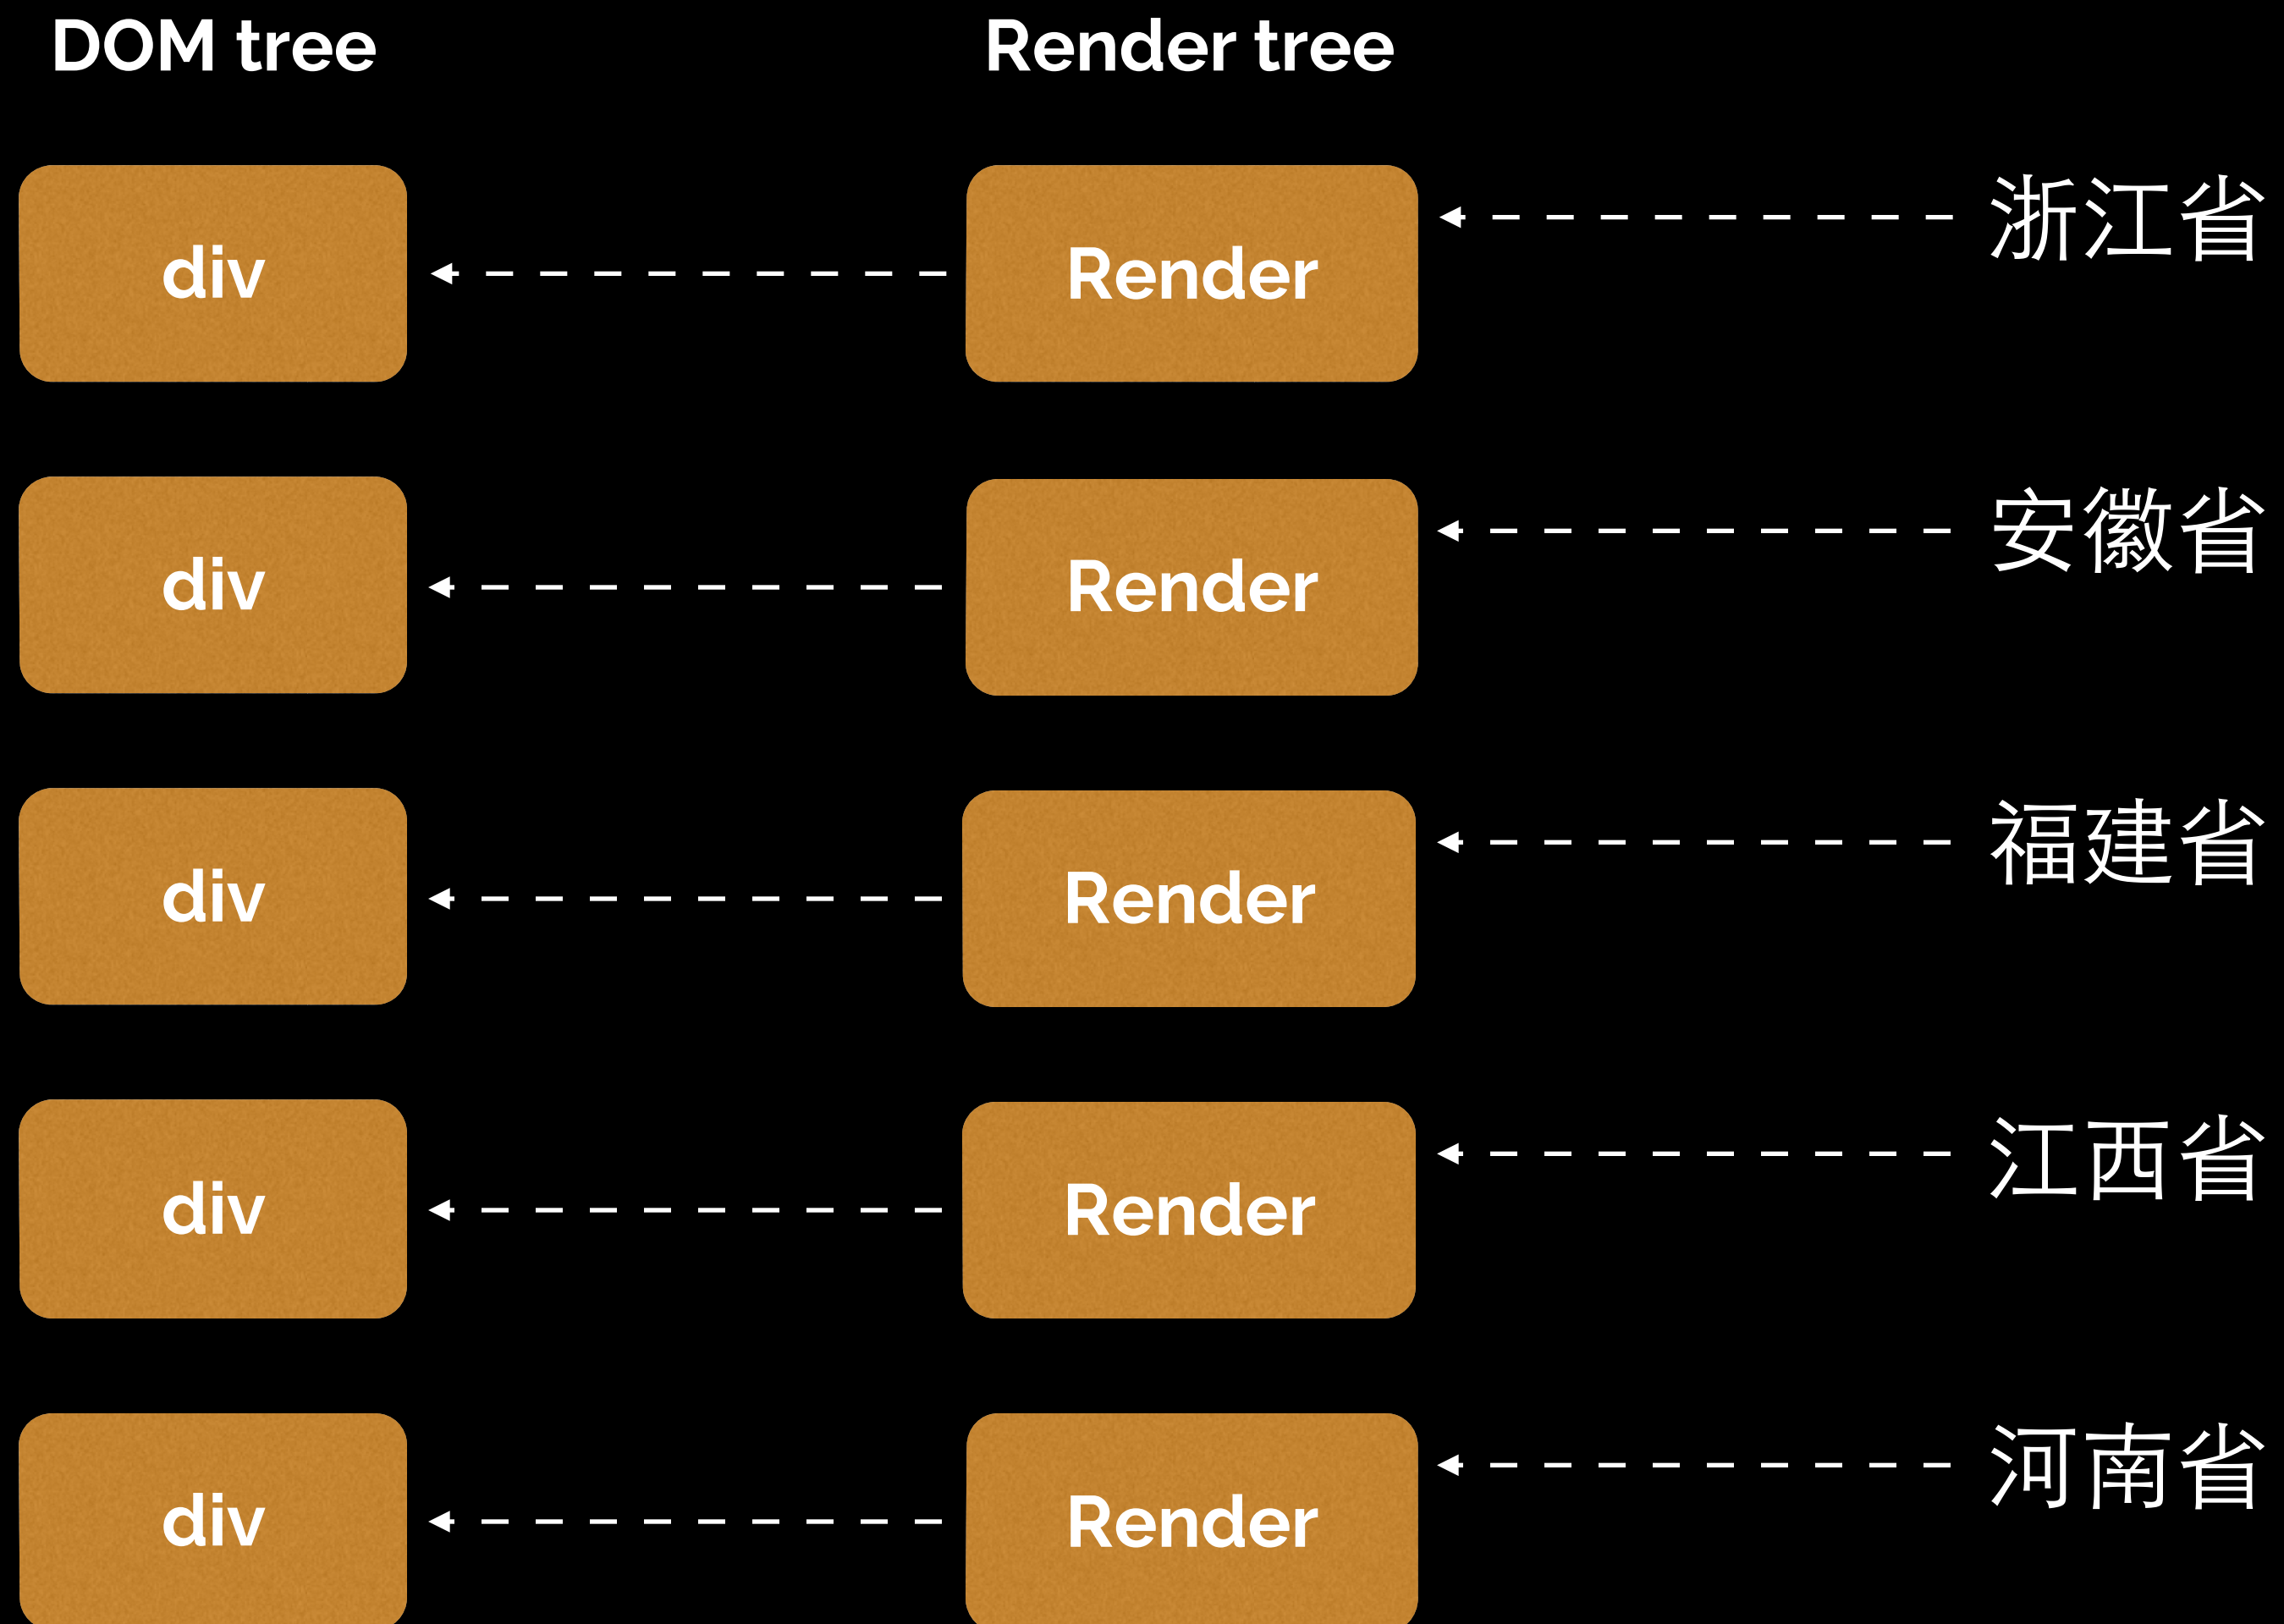 DOM tree Render tree
div Render 浙江省
div Render 安徽省
div Render 福建省
div Render 江西省
div Render 河南省